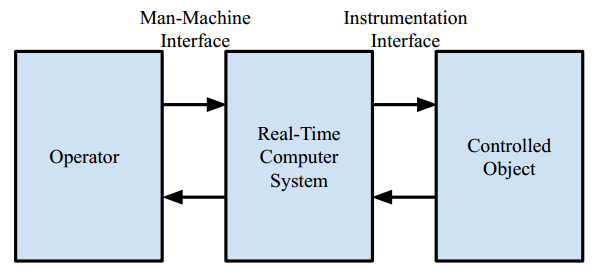 Man-Machine
Interface
Instrumentation
Interface
Operator
Real-Time
Computer
System
Controlled
Object